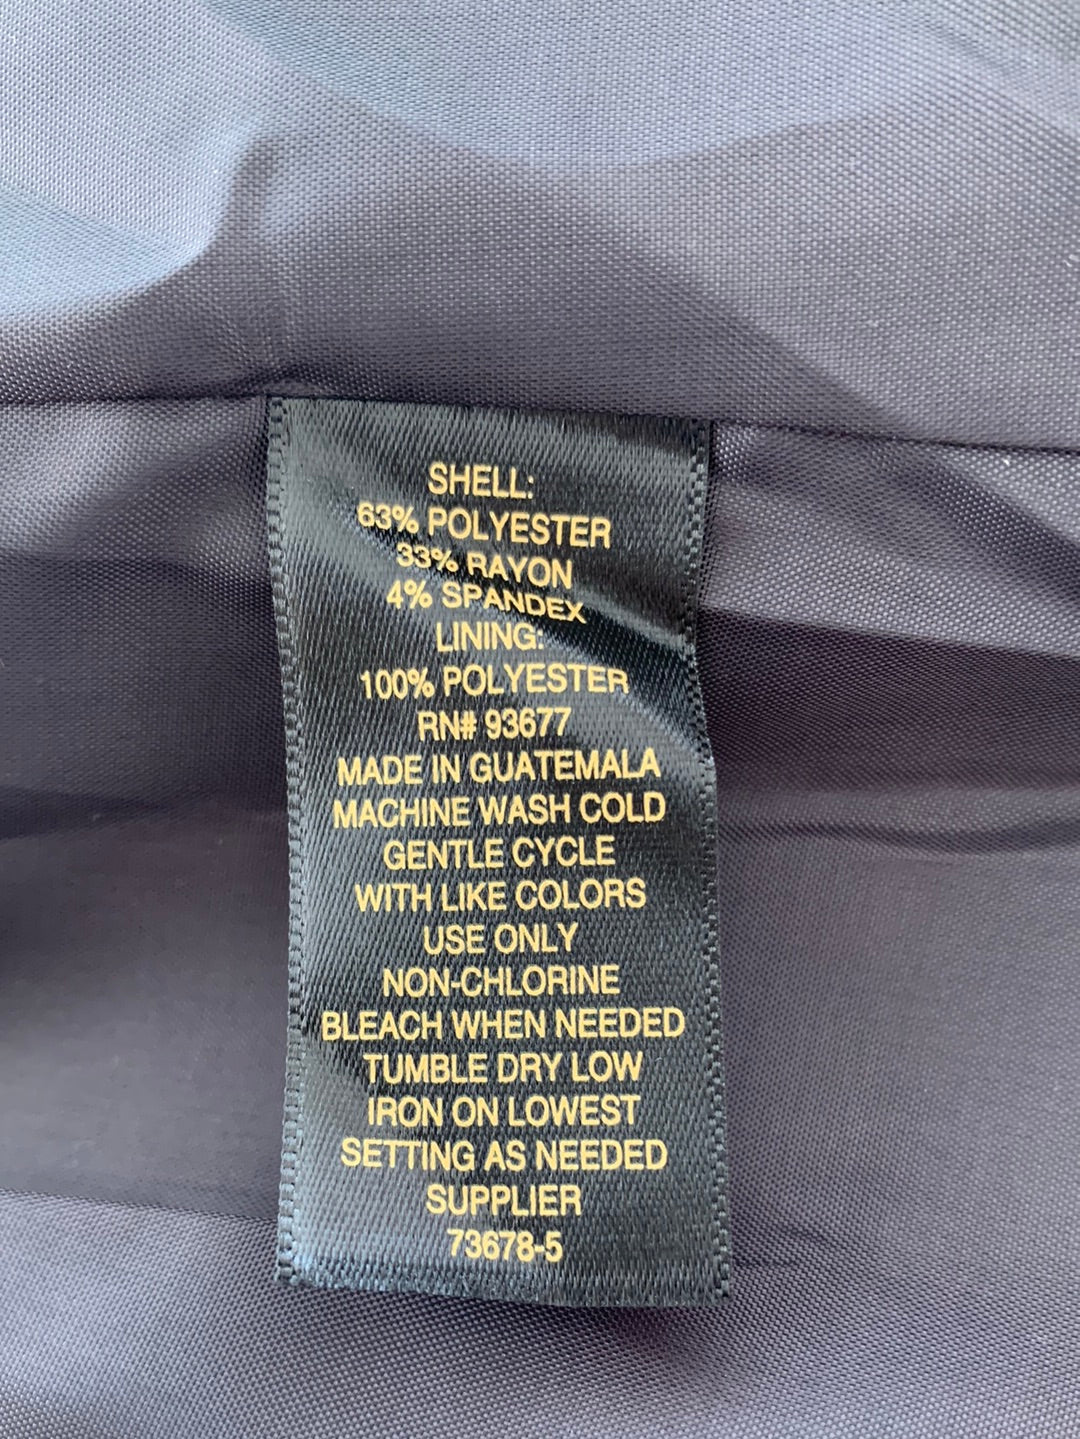 SHELL:
63% POLYESTER
33% RAYON
4% SPANDEX
LINING:
100% POLYESTER
RN# 93677
MADE IN GUATEMALA
MACHINE WASH COLD
GENTLE CYCLE
WITH LIKE COLORS
USE ONLY
NON-CHLORINE
BLEACH WHEN NEEDED
TUMBLE DRY LOW
IRON ON LOWEST
SETTING AS NEEDED
SUPPLIER
73678-5